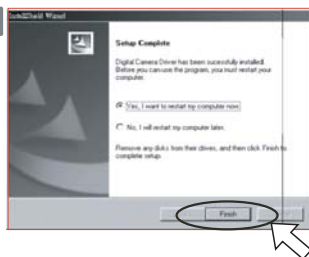 InstallShield Wizard
Setup Complete
Digital Camera Driver has been successfully installed.
Before you can use the program, you must restart your
computer.
Yes, I want to restart my computer now.
No, I will restart my computer later.
Remove any disks from their drives, and then click Finish to
complete setup.
Finish